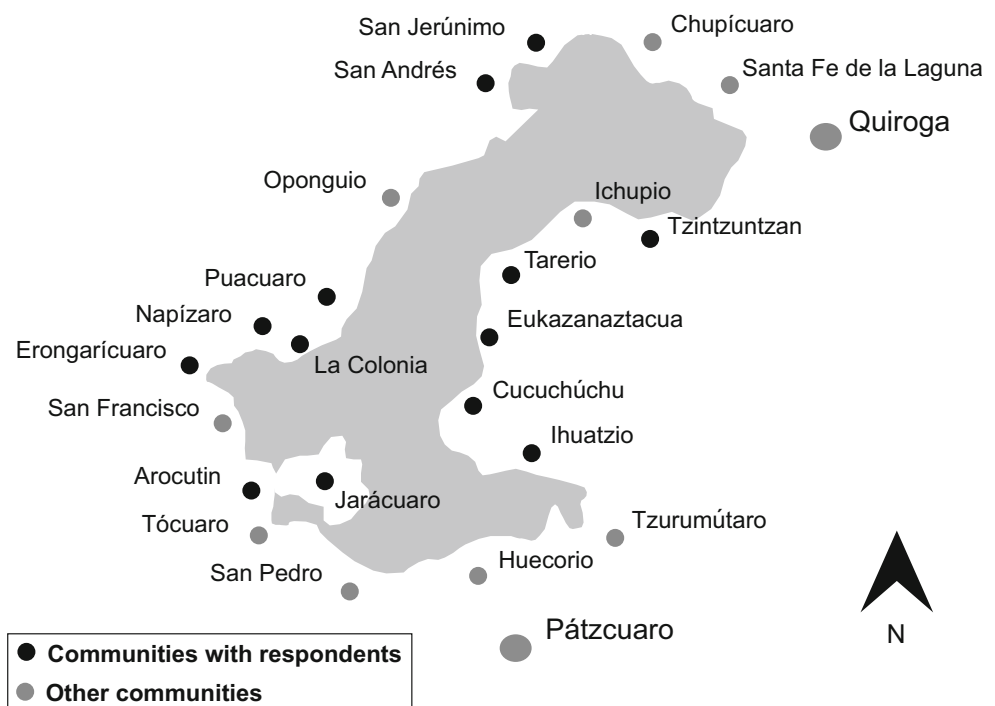 San Jerúnimo
Chupícuaro
San Andrés
Santa Fe de la Laguna
Quiroga
Oponguio
Ichupio
Tzintzuntzan
Tarerio
Puacuaro
Napízaro
Eukazanaztacua
Erongarícuaro
La Colonia
Cucuchúchu
San Francisco
Ihuatzio
Arocutin
Jarácuaro
Tócuaro
Tzurumútaro
San Pedro
Huecorio
Pátzcuaro
N
Communities with respondents
Other communities